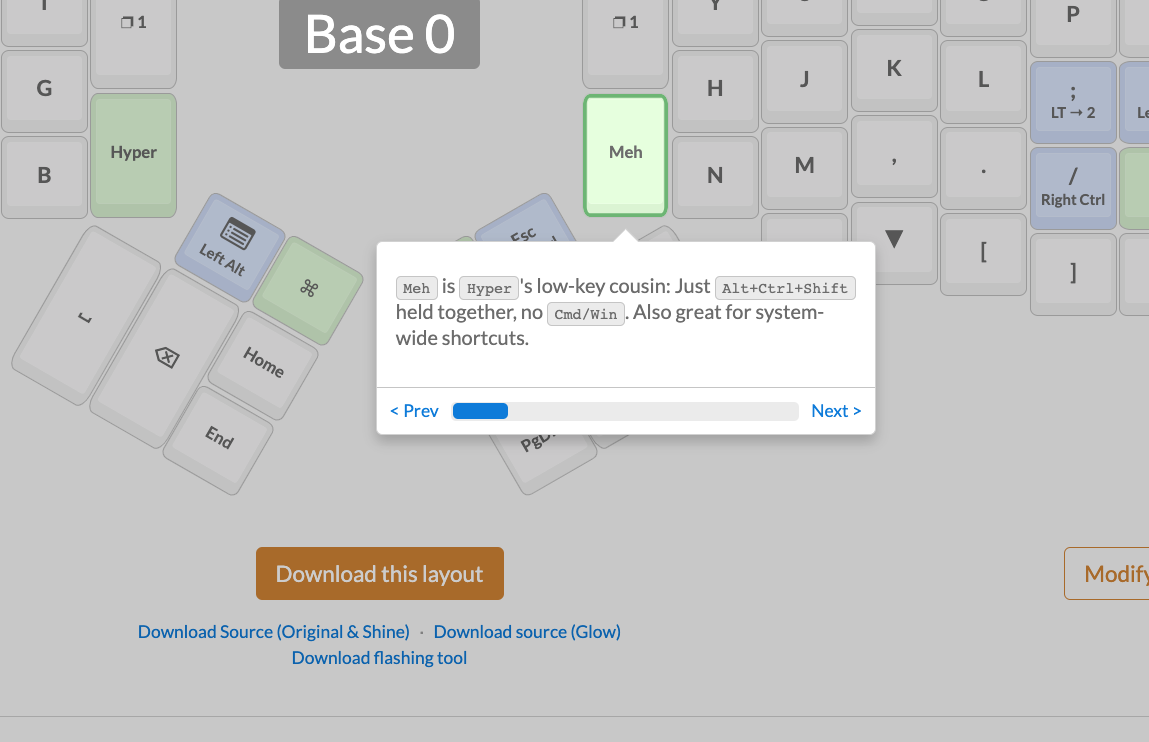 Base 0
1
1
Y
P
G
H
J
K
L
;
LT → 2
Hyper
Meh
B
N
M
,
.
/
Right Ctrl
Left Alt
Esc
⌘
▼
[
]
Home
End
Meh is Hyper's low-key cousin: Just Alt+Ctrl+Shift
held together, no Cmd/Win. Also great for system-
wide shortcuts.
< Prev
Next >
Download this layout
Modify
Download Source (Original & Shine) · Download source (Glow)
Download flashing tool